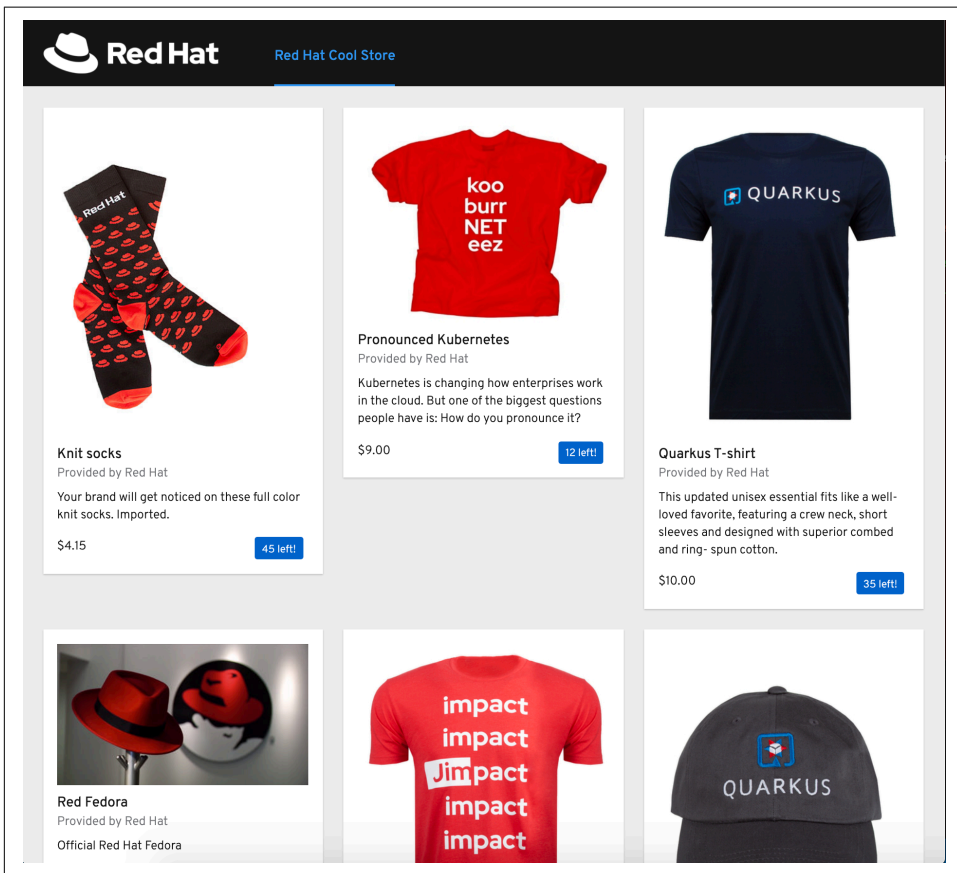 Red Hat
Red Hat Cool Store
Red Hat
Knit socks
Provided by Red Hat
Your brand will get noticed on these full color
knit socks. Imported.
$4.15
45 left!
koo
burr
NET
eez
Pronounced Kubernetes
Provided by Red Hat
Kubernetes is changing how enterprises work
in the cloud. But one of the biggest questions
people have is: How do you pronounce it?
$9.00
12 left!
QUARKUS
Quarkus T-shirt
Provided by Red Hat
This updated unisex essential fits like a well-
loved favorite, featuring a crew neck, short
sleeves and designed with superior combed
and ring- spun cotton.
$10.00
35 left!
Red Fedora
Provided by Red Hat
Official Red Hat Fedora
impact
impact
Jimpact
impact
impact
QUARKUS